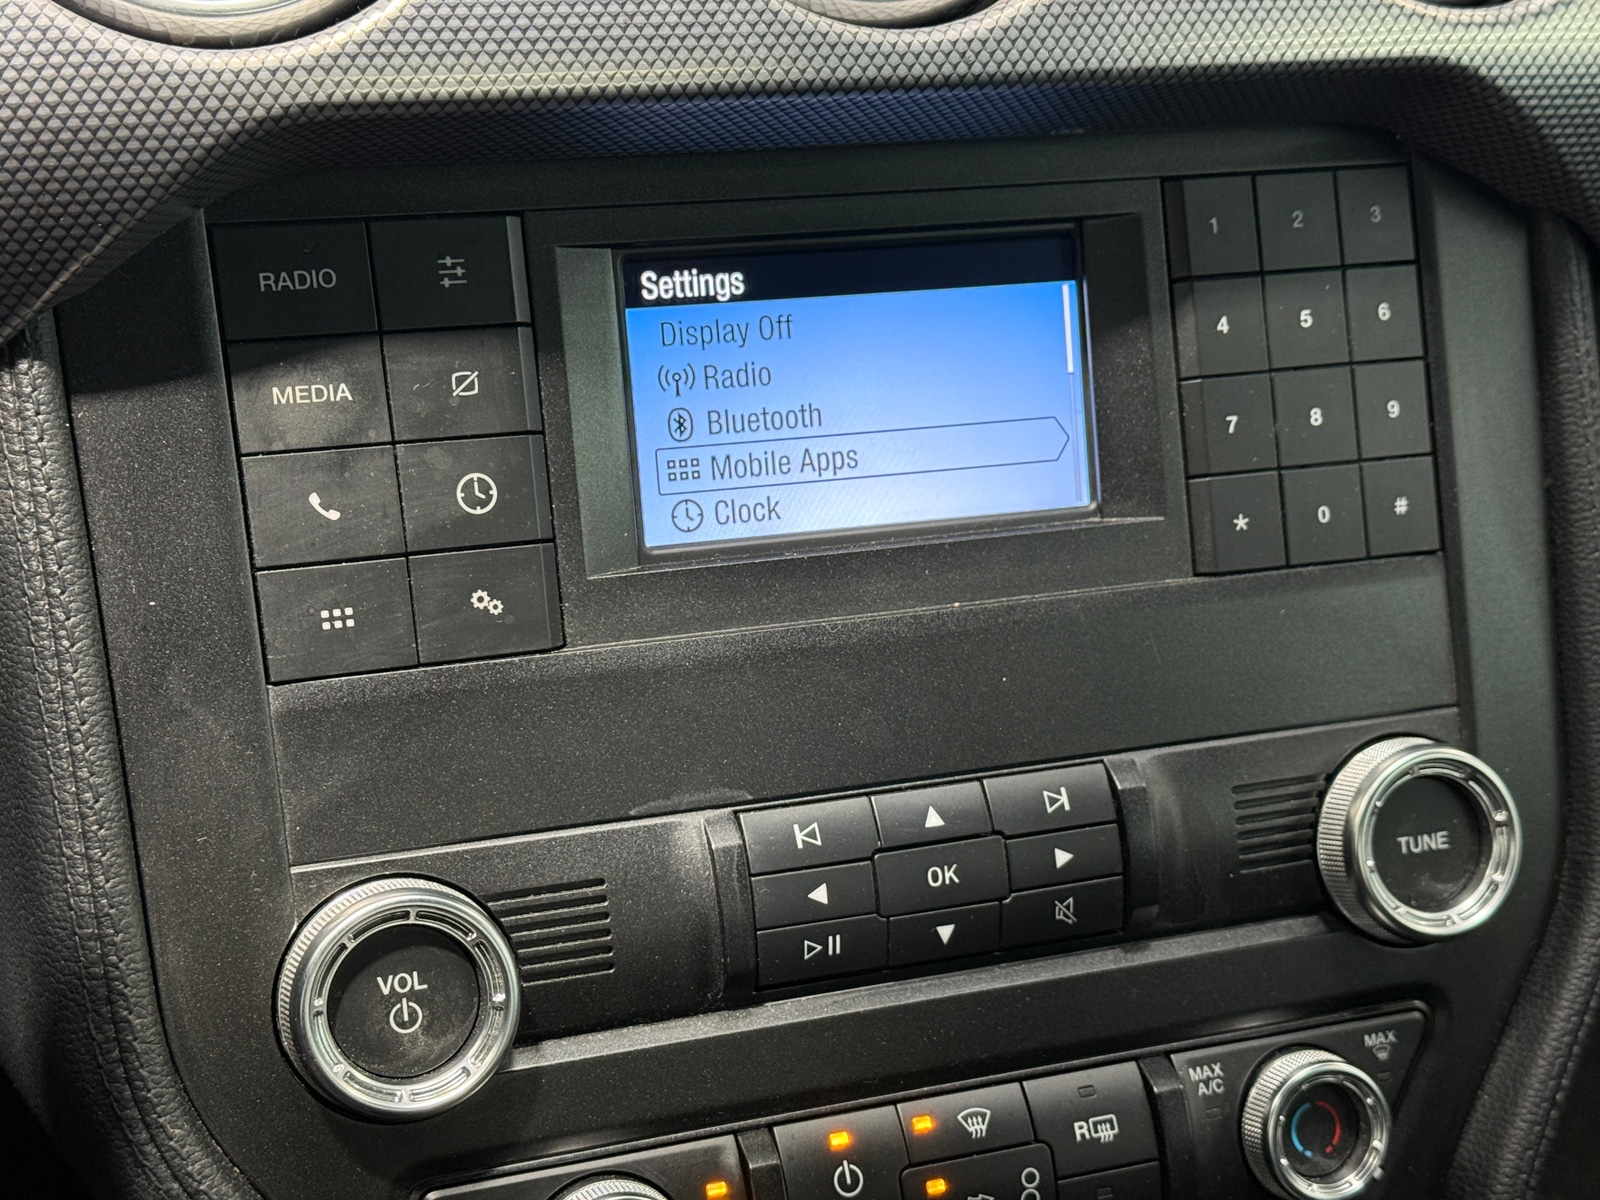 RADIO
MEDIA
Settings
Display Off
Radio
Bluetooth
Mobile Apps
Clock
1 2 3
4 5 6
7 8 9
* 0 #
OK
VOL
TUNE
MAX
A/C
MAX
R